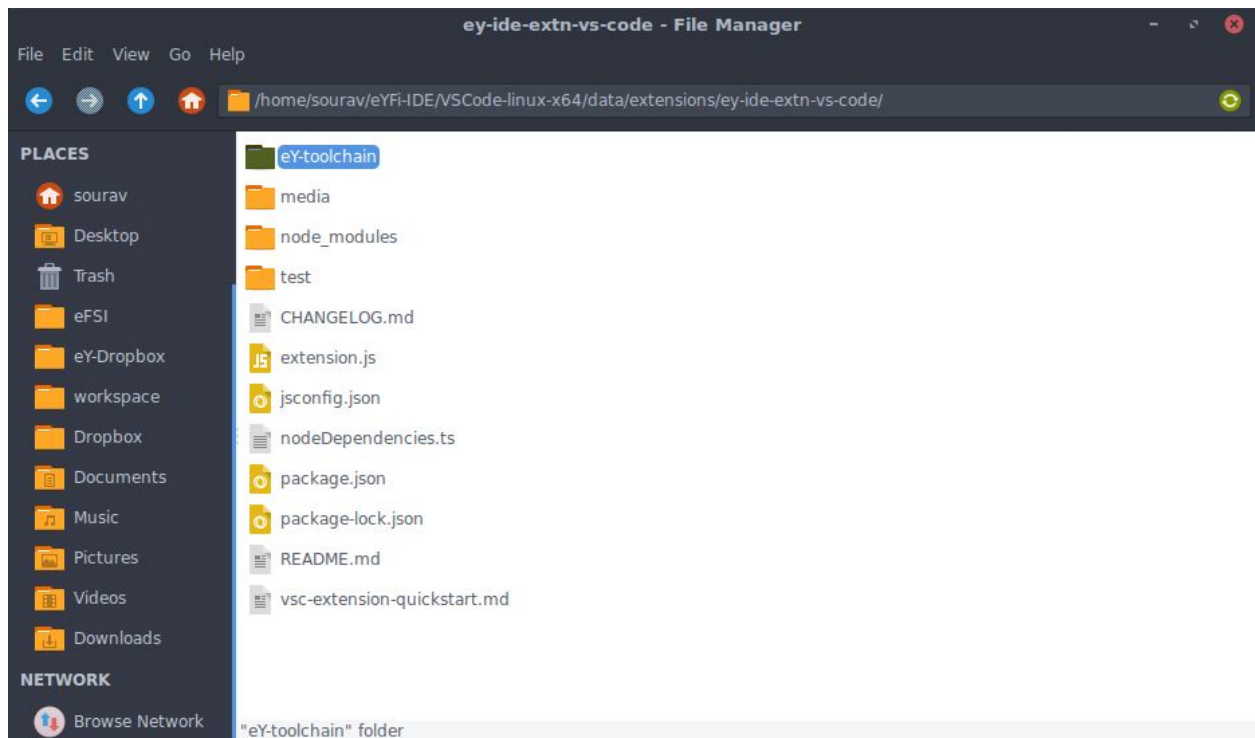 ey-ide-extn-vs-code - File Manager
File Edit View Go Help
/home/sourav/eYFi-IDE/VSCode-linux-x64/data/extensions/ey-ide-extn-vs-code/
PLACES
sourav
Desktop
Trash
eFSI
eY-Dropbox
workspace
Dropbox
Documents
Music
Pictures
Videos
Downloads
NETWORK
Browse Network
eY-toolchain
media
node_modules
test
CHANGELOG.md
extension.js
jsconfig.json
nodeDependencies.ts
package.json
package-lock.json
README.md
vsc-extension-quickstart.md
"eY-toolchain" folder